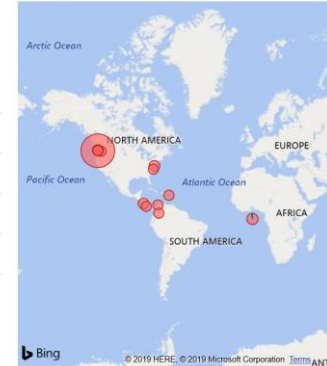 Arctic Ocean
NORTH AMERICA
EUROPE
Pacific Ocean
Atlantic Ocean
AFRICA
SOUTH AMERICA
Bing
© 2019 HERE, © 2019 Microsoft Corporation Terms ANT